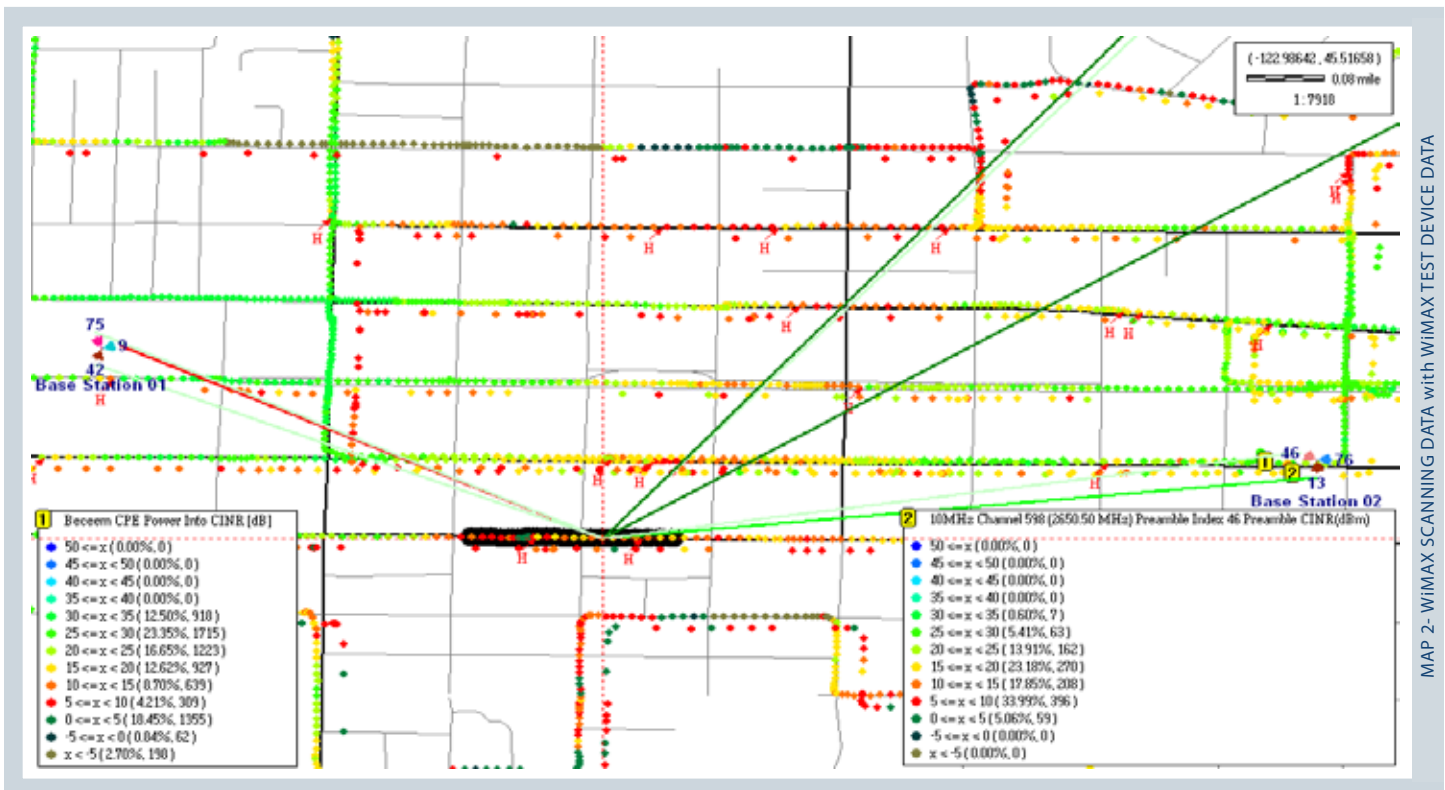 (-122.98642, 45.51658)
0.08 mile
1:7918
MAP 2- WiMAX SCANNING DATA with WiMAX TEST DEVICE DATA
H
H
H
H
H
H
H
H
H
H
H
75
9
42
Base Station 01
H
H
H
H
H
H
H
H
1
46
76
2
13
Base Station 02
1 Beceem CPE Power Into CINR [dB]
50 <=x (0.00%, 0)
45 <=x < 50 (0.00%, 0)
40 <=x < 45 (0.00%, 0)
35 <=x < 40 (0.00%, 0)
30 <=x < 35 (12.50%, 918)
25 <=x < 30 (23.35%, 1715)
20 <=x < 25 (16.65%, 1223)
15 <=x < 20 (12.62%, 927)
10 <=x < 15 (8.70%, 639)
5 <=x < 10 (4.21%, 309)
0 <=x < 5 (18.45%, 1355)
-5 <=x < 0 (0.84%, 62)
x < -5 (2.70%, 198)
2 10MHz Channel 598 (2650.50 MHz) Preamble Index 46 Preamble CINR(dBm)
50 <=x (0.00%, 0)
45 <=x < 50 (0.00%, 0)
40 <=x < 45 (0.00%, 0)
35 <=x < 40 (0.00%, 0)
30 <=x < 35 (0.60%, 7)
25 <=x < 30 (5.41%, 63)
20 <=x < 25 (13.91%, 162)
15 <=x < 20 (23.18%, 270)
10 <=x < 15 (17.85%, 208)
5 <=x < 10 (33.99%, 396)
0 <=x < 5 (5.06%, 59)
-5 <=x < 0 (0.00%, 0)
x < -5 (0.00%, 0)